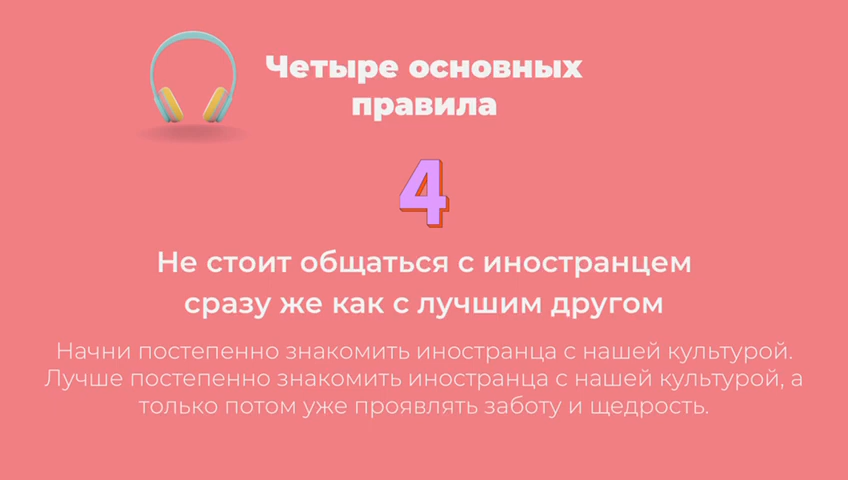 Четыре основных
правила
4
Не стоит общаться с иностранцем
сразу же как с лучшим другом
Начни постепенно знакомить иностранца с нашей культурой.
Лучше постепенно знакомить иностранца с нашей культурой, а
только потом уже проявлять заботу и щедрость.